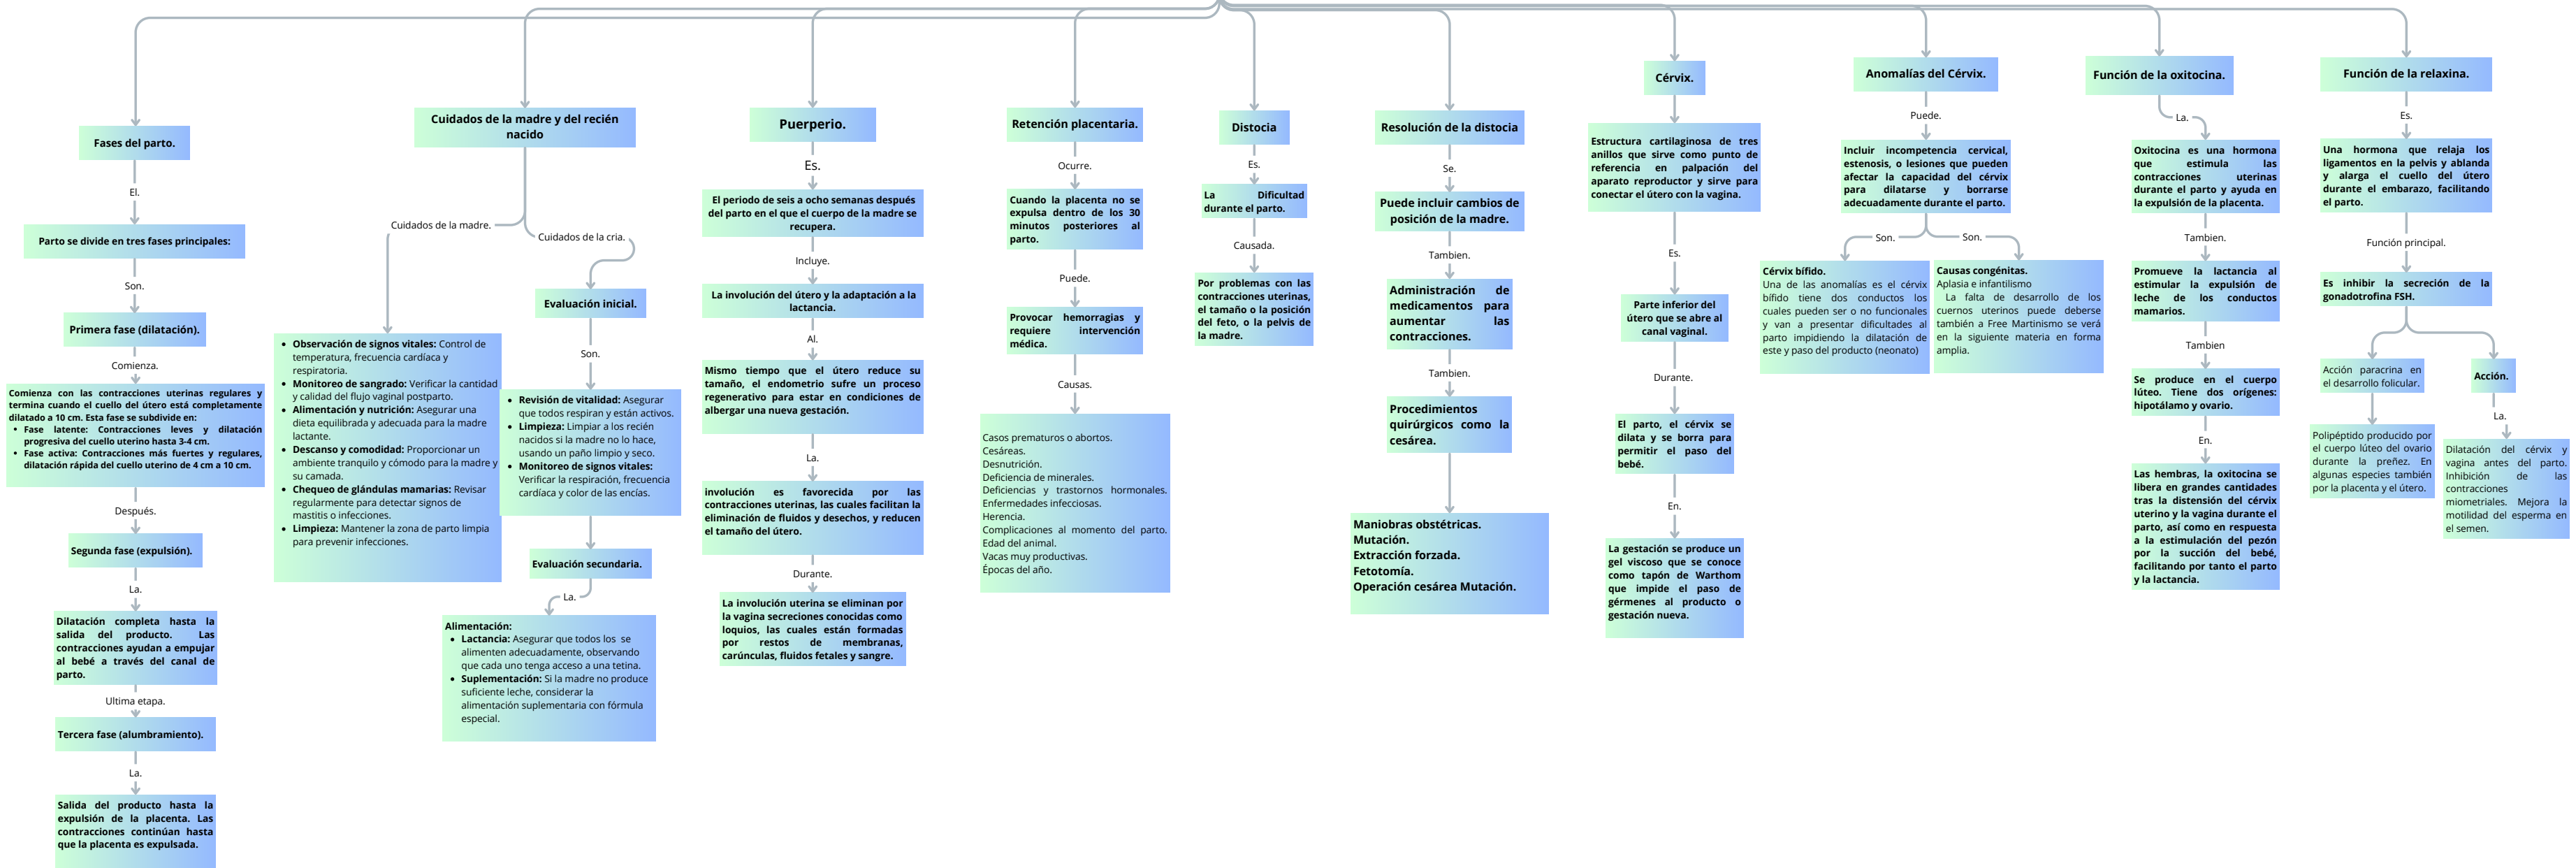 Fases del parto.
El.
Parto se divide en tres fases principales:
Son.
Primera fase (dilatación).
Comienza.
Comienza con las contracciones uterinas regulares y
termina cuando el cuello del útero está completamente
dilatado a 10 cm. Esta fase se subdivide en:
• Fase latente: Contracciones leves y dilatación
progresiva del cuello uterino hasta 3-4 cm.
• Fase activa: Contracciones más fuertes y regulares,
dilatación rápida del cuello uterino de 4 cm a 10 cm.
Después.
Segunda fase (expulsión).
La.
Dilatación completa hasta la
salida del producto. Las
contracciones ayudan a empujar
al bebé a través del canal de
parto.
Ultima etapa.
Tercera fase (alumbramiento).
La.
Salida del producto hasta la
expulsión de la placenta. Las
contracciones continúan hasta
que la placenta es expulsada.
Cuidados de la madre y del recién
nacido
Cuidados de la madre.
• Observación de signos vitales: Control de
temperatura, frecuencia cardíaca y
respiratoria.
• Monitoreo de sangrado: Verificar la cantidad
y calidad del flujo vaginal postparto.
• Alimentación y nutrición: Asegurar una
dieta equilibrada y adecuada para la madre
lactante.
• Descanso y comodidad: Proporcionar un
ambiente tranquilo y cómodo para la madre y
su camada.
• Chequeo de glándulas mamarias: Revisar
regularmente para detectar signos de
mastitis o infecciones.
• Limpieza: Mantener la zona de parto limpia
para prevenir infecciones.
Cuidados de la cria.
Evaluación inicial.
Son.
• Revisión de vitalidad: Asegurar
que todos respiran y están activos.
• Limpieza: Limpiar a los recién
nacidos si la madre no lo hace,
usando un paño limpio y seco.
• Monitoreo de signos vitales:
Verificar la respiración, frecuencia
cardíaca y color de las encías.
Evaluación secundaria.
La.
Alimentación:
• Lactancia: Asegurar que todos los se
alimenten adecuadamente, observando
que cada uno tenga acceso a una tetina.
• Suplementación: Si la madre no produce
suficiente leche, considerar la
alimentación suplementaria con fórmula
especial.
Puerperio.
Es.
El periodo de seis a ocho semanas después
del parto en el que el cuerpo de la madre se
recupera.
Incluye.
La involución del útero y la adaptación a la
lactancia.
Al.
Mismo tiempo que el útero reduce su
tamaño, el endometrio sufre un proceso
regenerativo para estar en condiciones de
albergar una nueva gestación.
La.
involución es favorecida por las
contracciones uterinas, las cuales facilitan la
eliminación de fluidos y desechos, y reducen
el tamaño del útero.
Durante.
La involución uterina se eliminan por
la vagina secreciones conocidas como
loquios, las cuales están formadas
por restos de membranas,
carúnculas, fluidos fetales y sangre.
Retención placentaria.
Ocurre.
Cuando la placenta no se
expulsa dentro de los 30
minutos posteriores al
parto.
Puede.
Provocar hemorragias y
requiere intervención
médica.
Causas.
Casos prematuros o abortos.
Cesáreas.
Desnutrición.
Deficiencia de minerales.
Deficiencias y trastornos hormonales.
Enfermedades infecciosas.
Herencia.
Complicaciones al momento del parto.
Edad del animal.
Vacas muy productivas.
Épocas del año.
Distocia
Es.
La Dificultad
durante el parto.
Causada.
Por problemas con las
contracciones uterinas,
el tamaño o la posición
del feto, o la pelvis de
la madre.
Resolución de la distocia
Se.
Puede incluir cambios de
posición de la madre.
Tambien.
Administración de
medicamentos para
aumentar las
contracciones.
Tambien.
Procedimientos
quirúrgicos como la
cesárea.
Maniobras obstétricas.
Mutación.
Extracción forzada.
Fetotomía.
Operación cesárea Mutación.
Cérvix.
Estructura cartilaginosa de tres
anillos que sirve como punto de
referencia en palpación del
aparato reproductor y sirve para
conectar el útero con la vagina.
Es.
Parte inferior del
útero que se abre al
canal vaginal.
Durante.
El parto, el cérvix se
dilata y se borra para
permitir el paso del
bebé.
En.
La gestación se produce un
gel viscoso que se conoce
como tapón de Warthom
que impide el paso de
gérmenes al producto o
gestación nueva.
Anomalías del Cérvix.
Puede.
Incluir incompetencia cervical,
estenosis, o lesiones que pueden
afectar la capacidad del cérvix
para dilatarse y borrarse
adecuadamente durante el parto.
Son.
Cérvix bífido.
Una de las anomalías es el cérvix
bífido tiene dos conductos los
cuales pueden ser o no funcionales
y van a presentar dificultades al
parto impidiendo la dilatación de
este y paso del producto (neonato)
Son.
Causas congénitas.
Aplasia e infantilismo
La falta de desarrollo de los
cuernos uterinos puede deberse
también a Free Martinismo se verá
en la siguiente materia en forma
amplia.
Función de la oxitocina.
La.
Oxitocina es una hormona
que estimula las
contracciones uterinas
durante el parto y ayuda en
la expulsión de la placenta.
Tambien.
Promueve la lactancia al
estimular la expulsión de
leche de los conductos
mamarios.
Tambien
Se produce en el cuerpo
lúteo. Tiene dos orígenes:
hipotálamo y ovario.
En.
Las hembras, la oxitocina se
libera en grandes cantidades
tras la distensión del cérvix
uterino y la vagina durante el
parto, así como en respuesta
a la estimulación del pezón
por la succión del bebé,
facilitando por tanto el parto
y la lactancia.
Función de la relaxina.
Es.
Una hormona que relaja los
ligamentos en la pelvis y ablanda
y alarga el cuello del útero
durante el embarazo, facilitando
el parto.
Función principal.
Es inhibir la secreción de la
gonadotrofina FSH.
Acción paracrina en
el desarrollo folicular.
Polipéptido producido por
el cuerpo lúteo del ovario
durante la preñez. En
algunas especies también
por la placenta y el útero.
Acción.
La.
Dilatación del cérvix y
vagina antes del parto.
Inhibición de las
contracciones
miometriales. Mejora la
motilidad del esperma en
el semen.